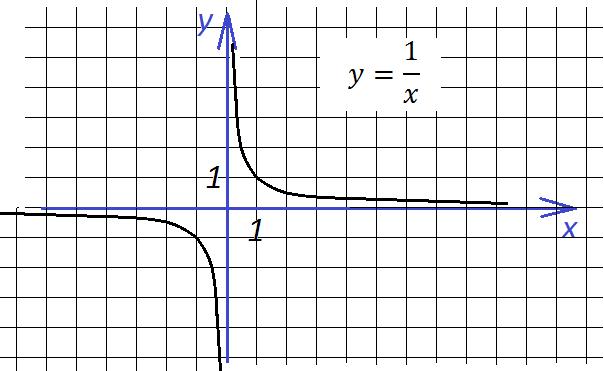 y
y = 1/x
1
1
x